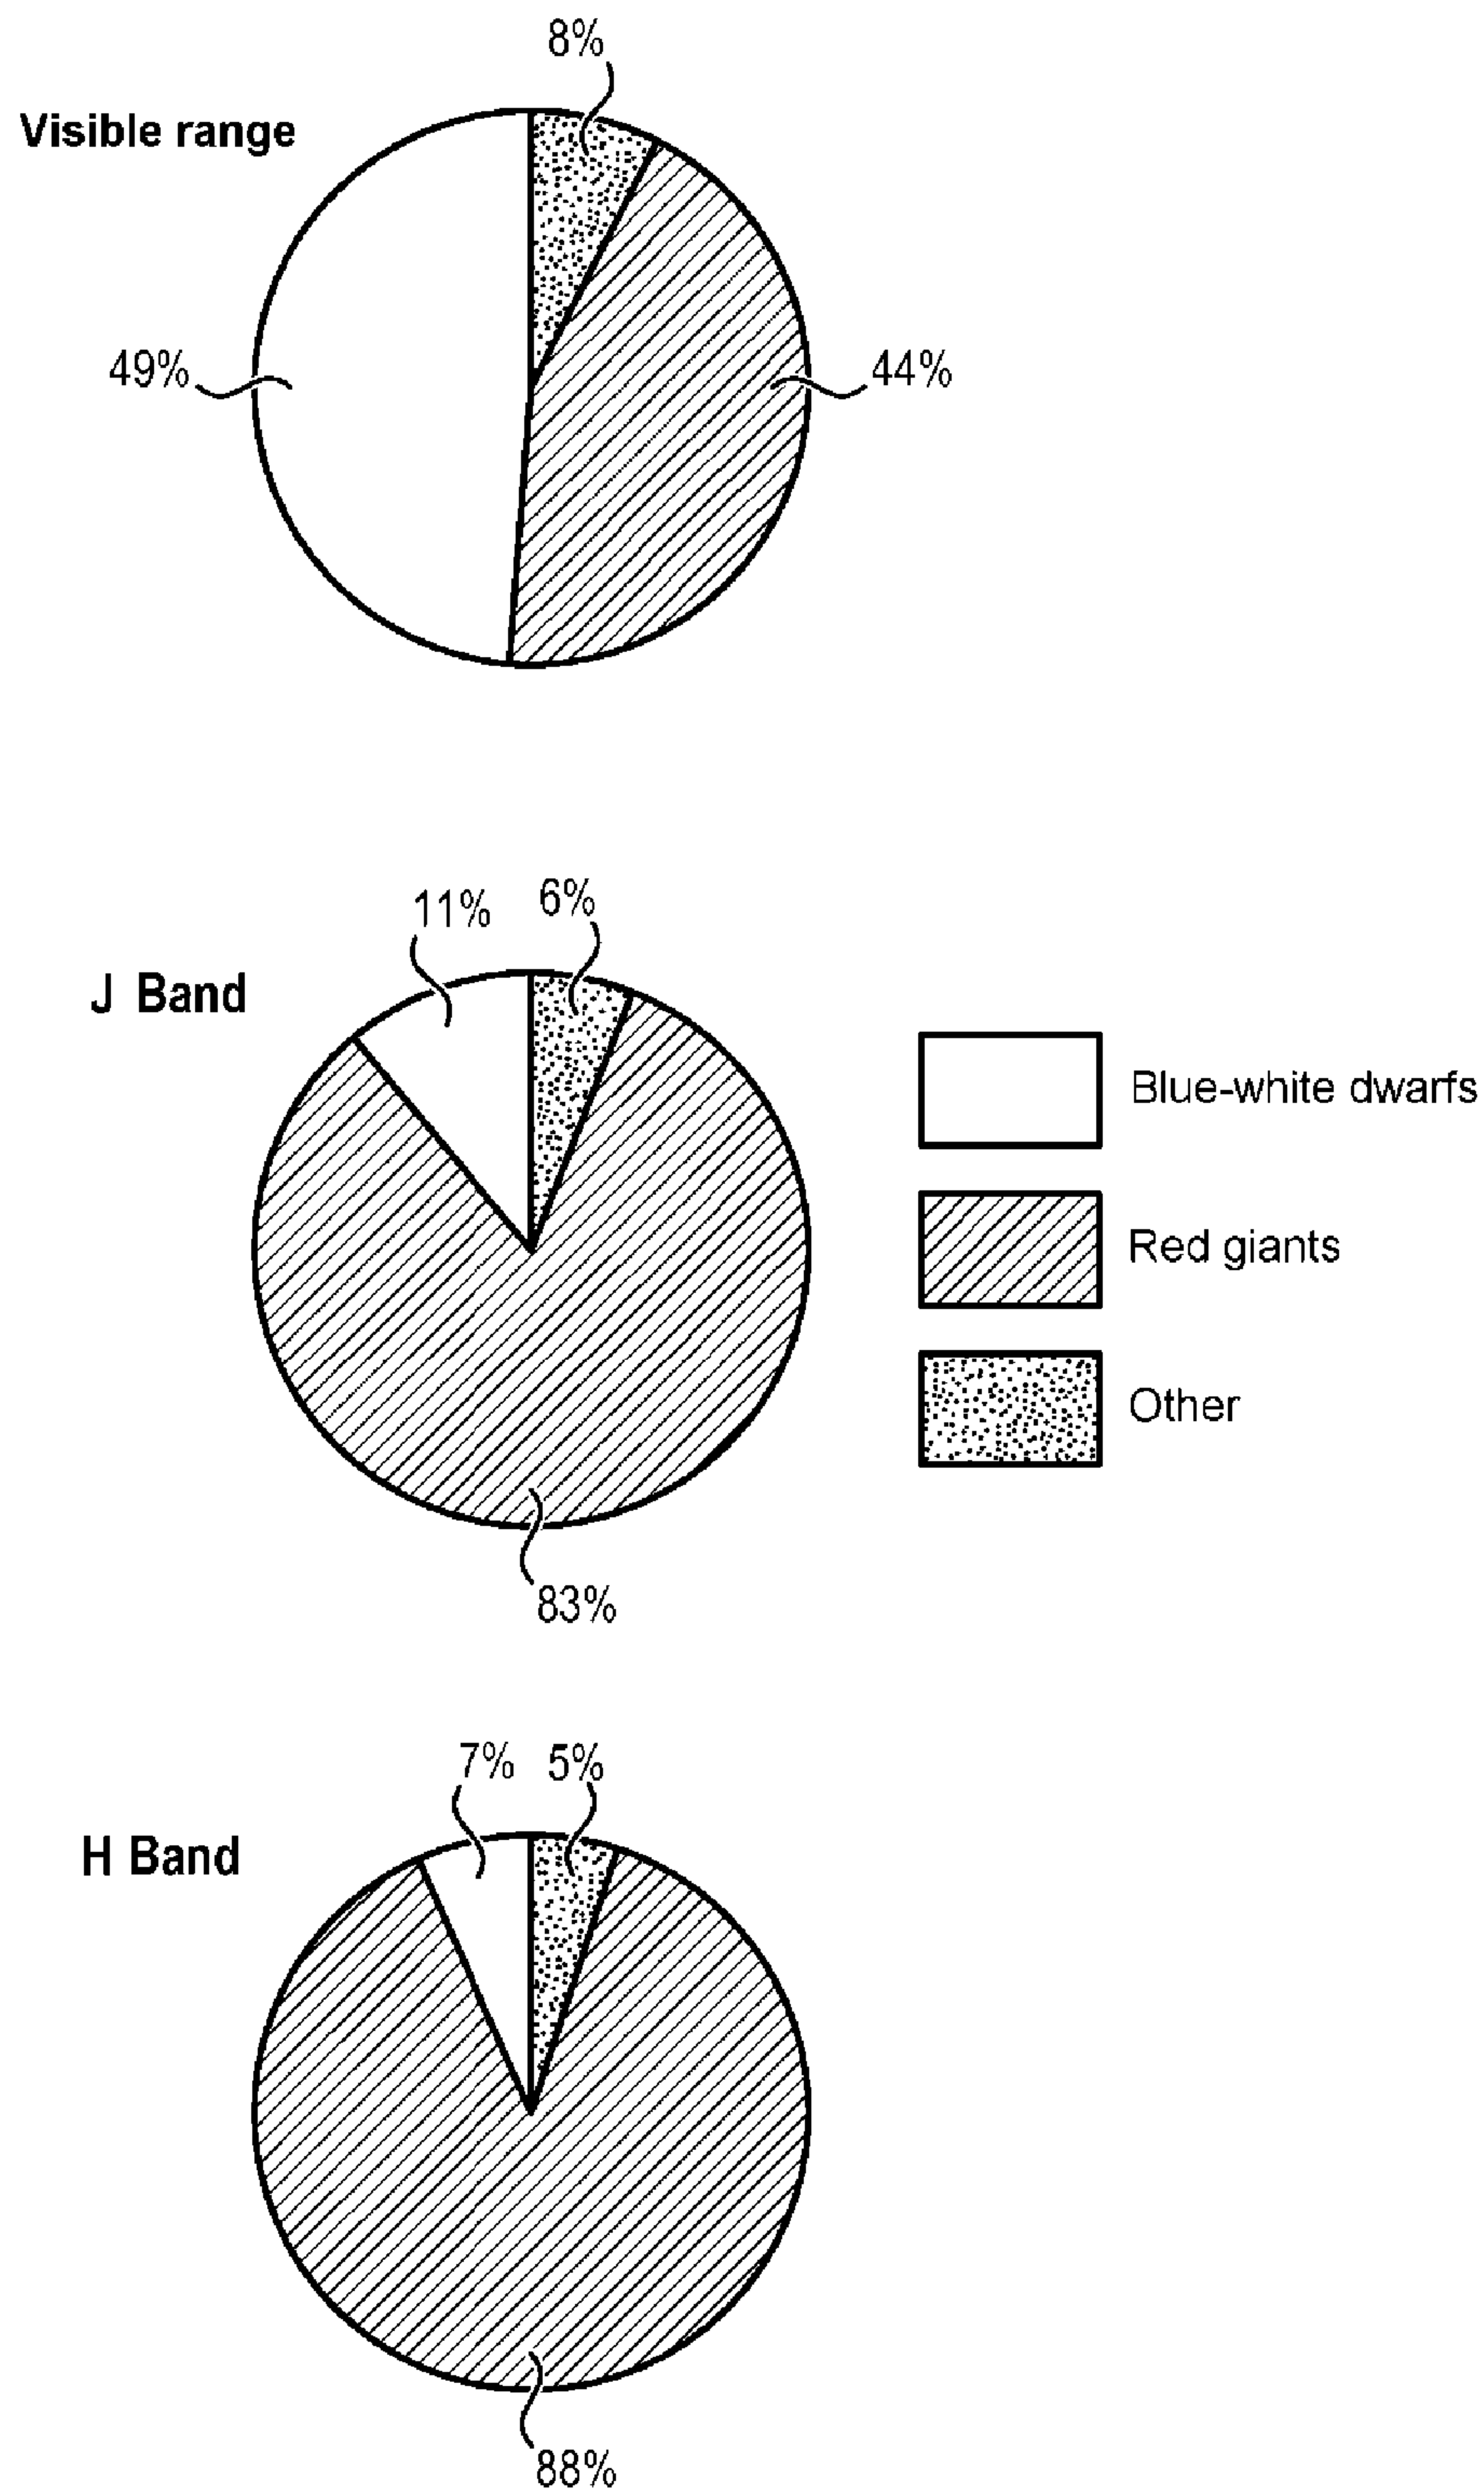 8%
Visible range
49%
44%
11%
6%
J Band
Blue-white dwarfs
Red giants
Other
83%
7%
5%
H Band
88%